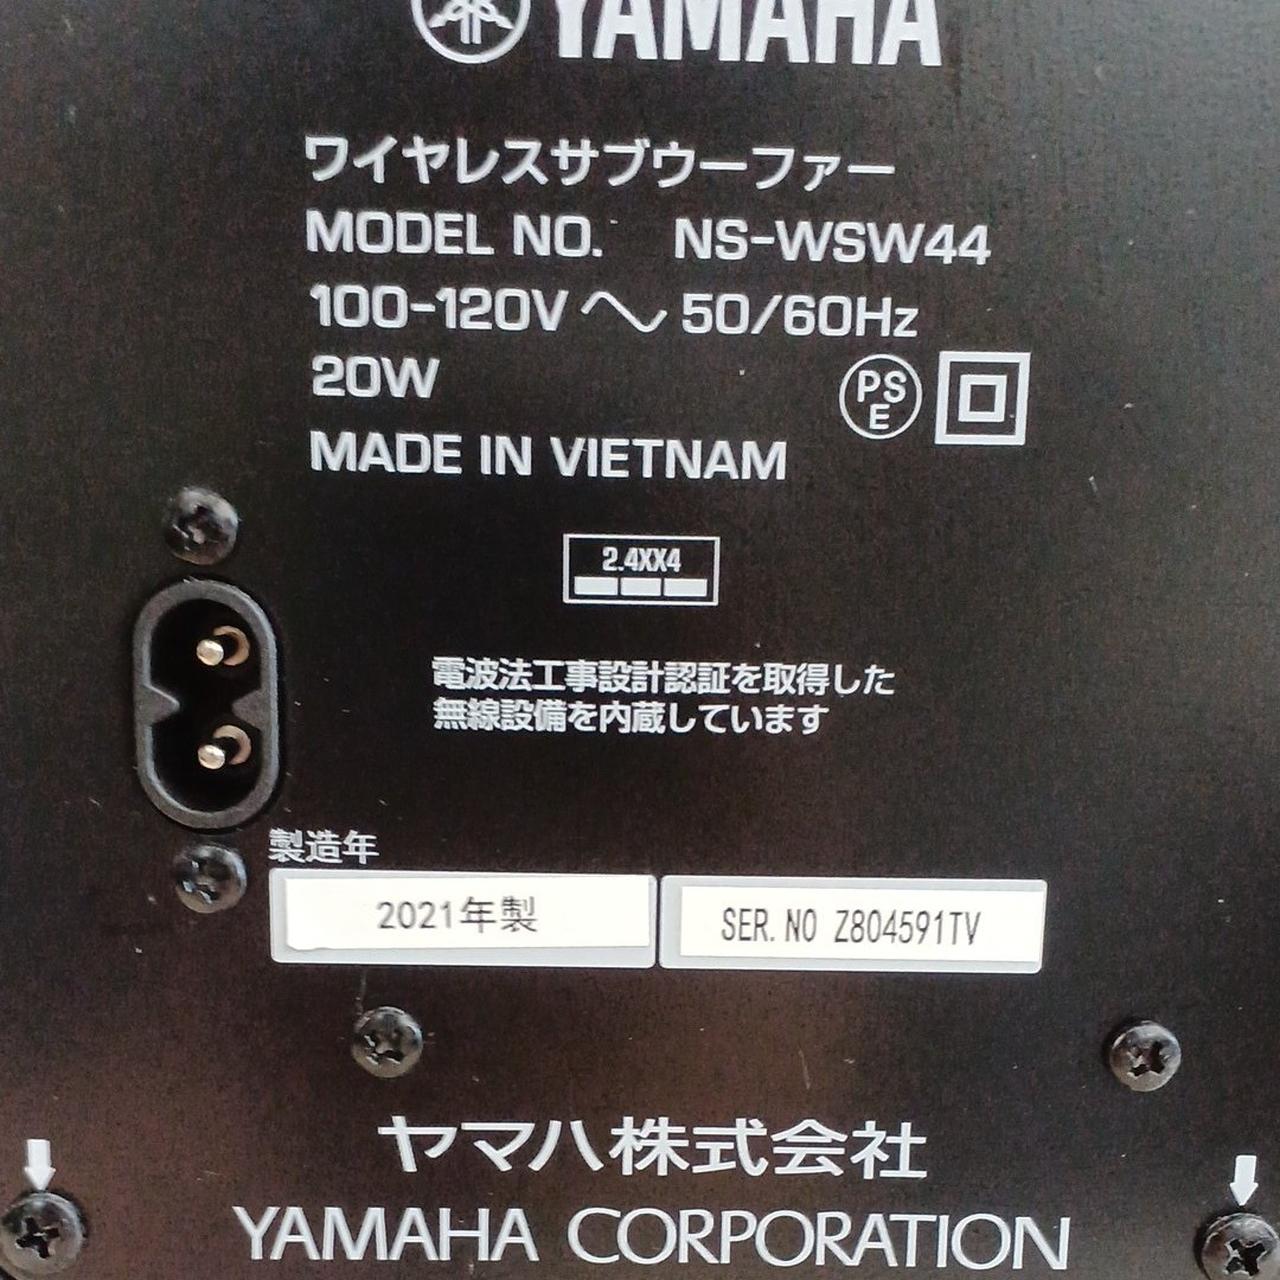 YAMAHA
ワイヤレスサブウーファー
MODEL NO. NS-WSW44
100-120V ～ 50/60Hz
20W
PS
E
MADE IN VIETNAM
2.4XX4
電波法工事設計認証を取得した
無線設備を内蔵しています
製造年
2021年製
SER.NO Z804591TV
ヤマハ株式会社
YAMAHA CORPORATION